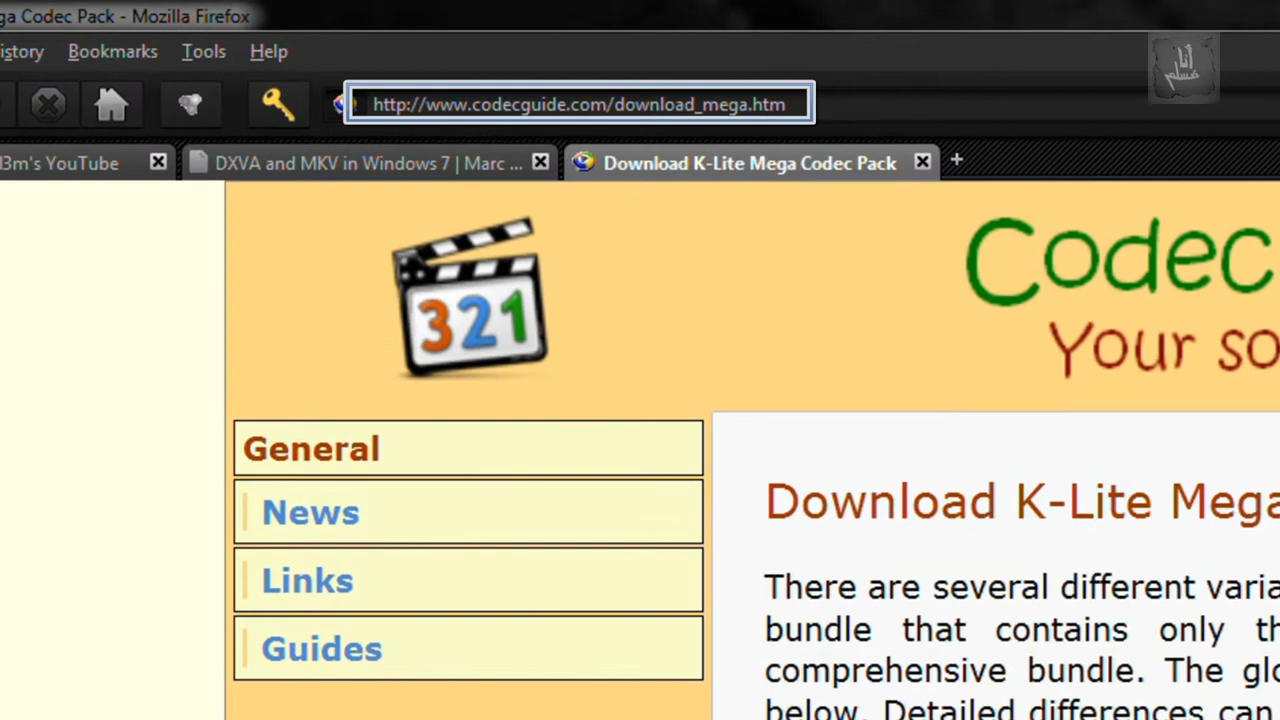 ga Codec Pack - Mozilla Firefox
istory Bookmarks Tools Help
أنا
مسلم
http://www.codecguide.com/download_mega.htm
l3m's YouTube
DXVA and MKV in Windows 7 | Marc ...
Download K-Lite Mega Codec Pack
321
Codec
Your so
General
News
Links
Guides
Download K-Lite Mega
There are several different varia
bundle that contains only th
comprehensive bundle. The glo
below. Detailed differences can